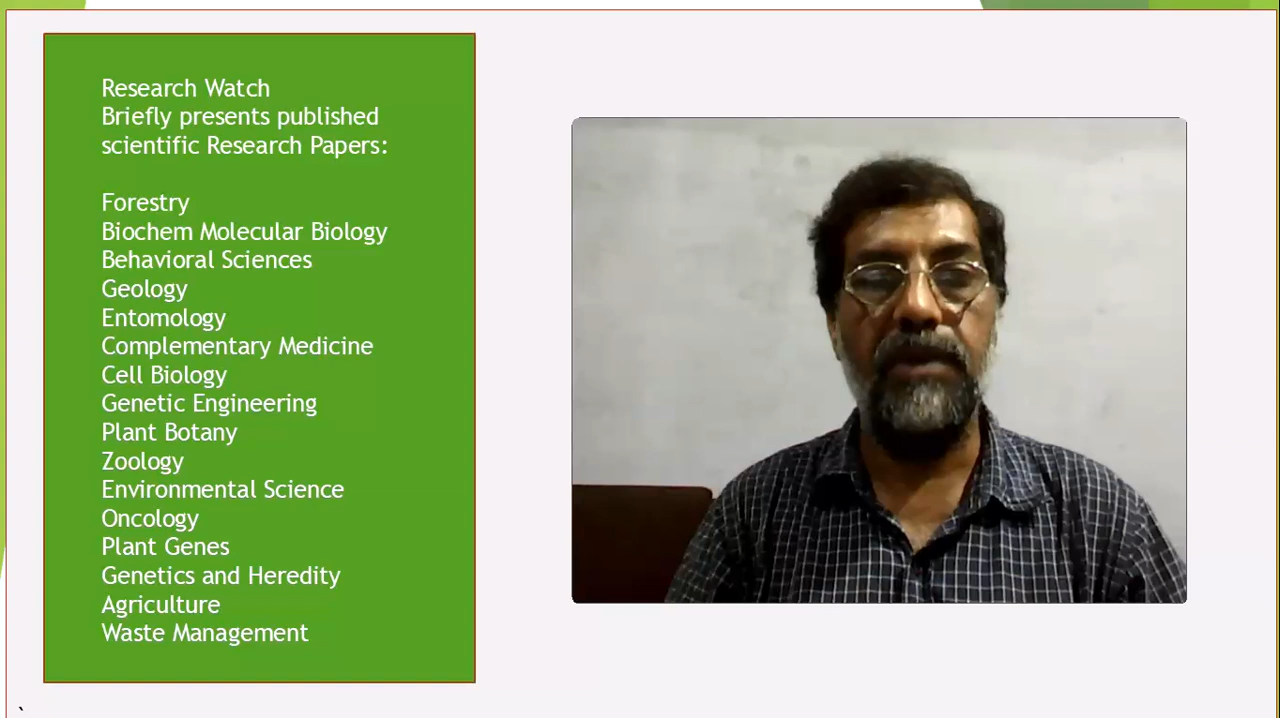 Research Watch
Briefly presents published
scientific Research Papers:
Forestry
Biochem Molecular Biology
Behavioral Sciences
Geology
Entomology
Complementary Medicine
Cell Biology
Genetic Engineering
Plant Botany
Zoology
Environmental Science
Oncology
Plant Genes
Genetics and Heredity
Agriculture
Waste Management
`